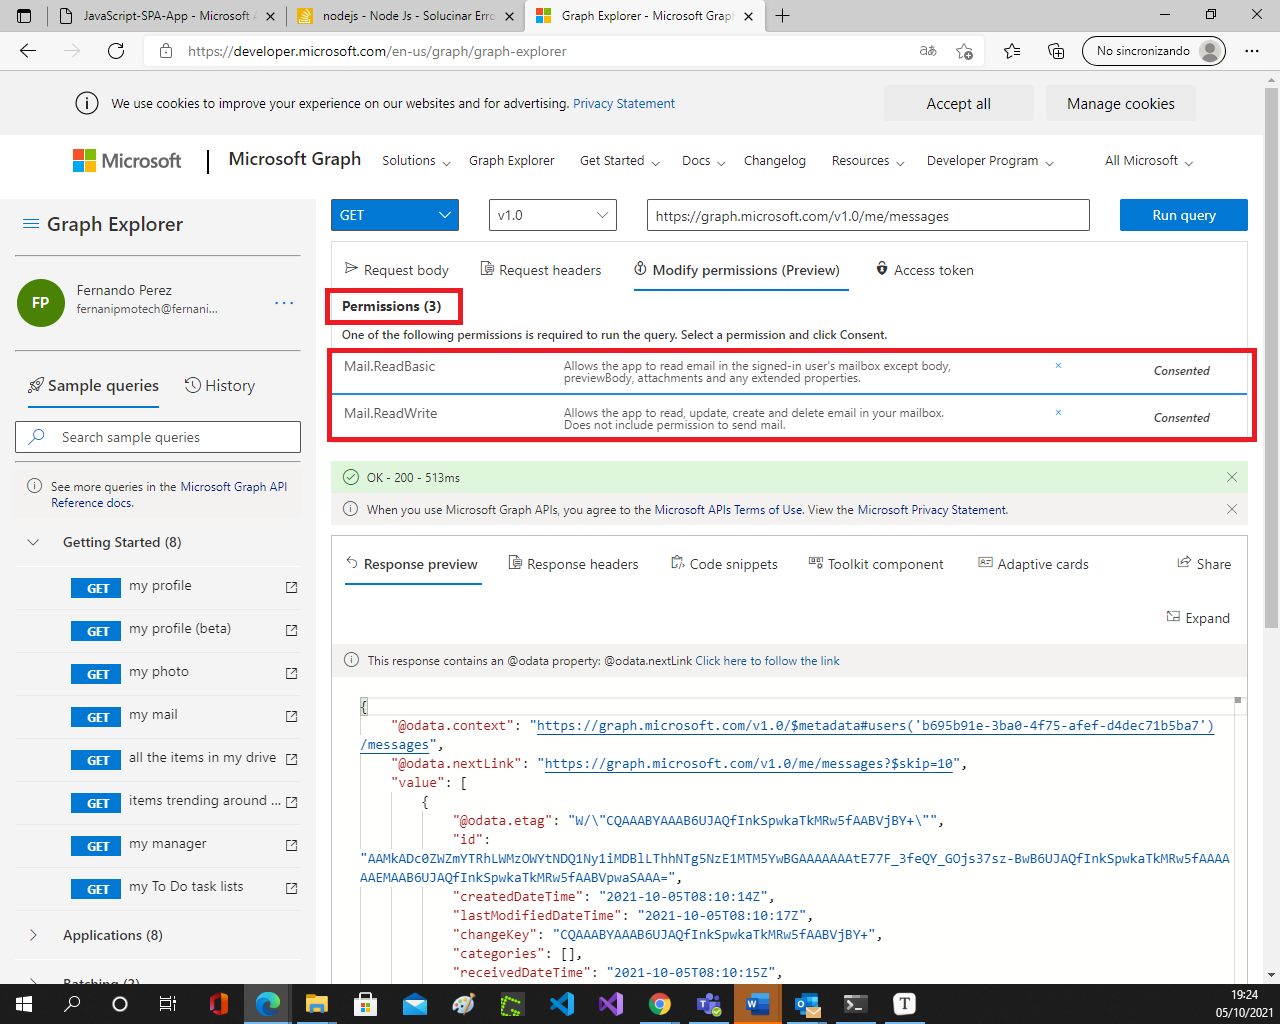 JavaScript-SPA-App - Microsoft
nodejs - Node Js - Solucinar Erro
Graph Explorer - Microsoft Grap
https://developer.microsoft.com/en-us/graph/graph-explorer
aあ
No sincronizando
We use cookies to improve your experience on our websites and for advertising. Privacy Statement
Accept all
Manage cookies
Microsoft
Microsoft Graph
Solutions
Graph Explorer
Get Started
Docs
Changelog
Resources
Developer Program
All Microsoft
Graph Explorer
GET
v1.0
https://graph.microsoft.com/v1.0/me/messages
Run query
FP
Fernando Perez
fernanipmotech@fernani...
Request body
Request headers
Modify permissions (Preview)
Access token
Permissions (3)
One of the following permissions is required to run the query. Select a permission and click Consent.
Mail.ReadBasic
Allows the app to read email in the signed-in user's mailbox except body,
previewBody, attachments and any extended properties.
Consented
Mail.ReadWrite
Allows the app to read, update, create and delete email in your mailbox.
Does not include permission to send mail.
Consented
Sample queries
History
Search sample queries
See more queries in the Microsoft Graph API
Reference docs.
Getting Started (8)
GET my profile
GET my profile (beta)
GET my photo
GET my mail
GET all the items in my drive
GET items trending around ...
GET my manager
GET my To Do task lists
Applications (8)
Batching (2)
OK - 200 - 513ms
When you use Microsoft Graph APIs, you agree to the Microsoft APIs Terms of Use. View the Microsoft Privacy Statement.
Response preview
Response headers
Code snippets
Toolkit component
Adaptive cards
Share
Expand
This response contains an @odata property: @odata.nextLink Click here to follow the link
{
"@odata.context": "https://graph.microsoft.com/v1.0/$metadata#users('b695b91e-3ba0-4f75-afef-d4dec71b5ba7')
/messages",
"@odata.nextLink": "https://graph.microsoft.com/v1.0/me/messages?$skip=10",
"value": [
{
"@odata.etag": "W/\"CQAAABYAAAB6UJAQfInkSpwkaTkMRw5fAABVjBY+\"",
"id":
"AAMkADc0ZWZmYTRhLWMzOWYtNDQ1Ny1iMDBlLThhNTg5NzE1MTM5YwBGAAAAAAAtE77F_3feQY_GOjs37sz-BwB6UJAQfInkSpwkaTkMRw5fAAAA
AAEMAAB6UJAQfInkSpwkaTkMRw5fAABVpwaSAAA=",
"createdDateTime": "2021-10-05T08:10:14Z",
"lastModifiedDateTime": "2021-10-05T08:10:17Z",
"changeKey": "CQAAABYAAAB6UJAQfInkSpwkaTkMRw5fAABVjBY+",
"categories": [],
"receivedDateTime": "2021-10-05T08:10:15Z",
19:24
05/10/2021